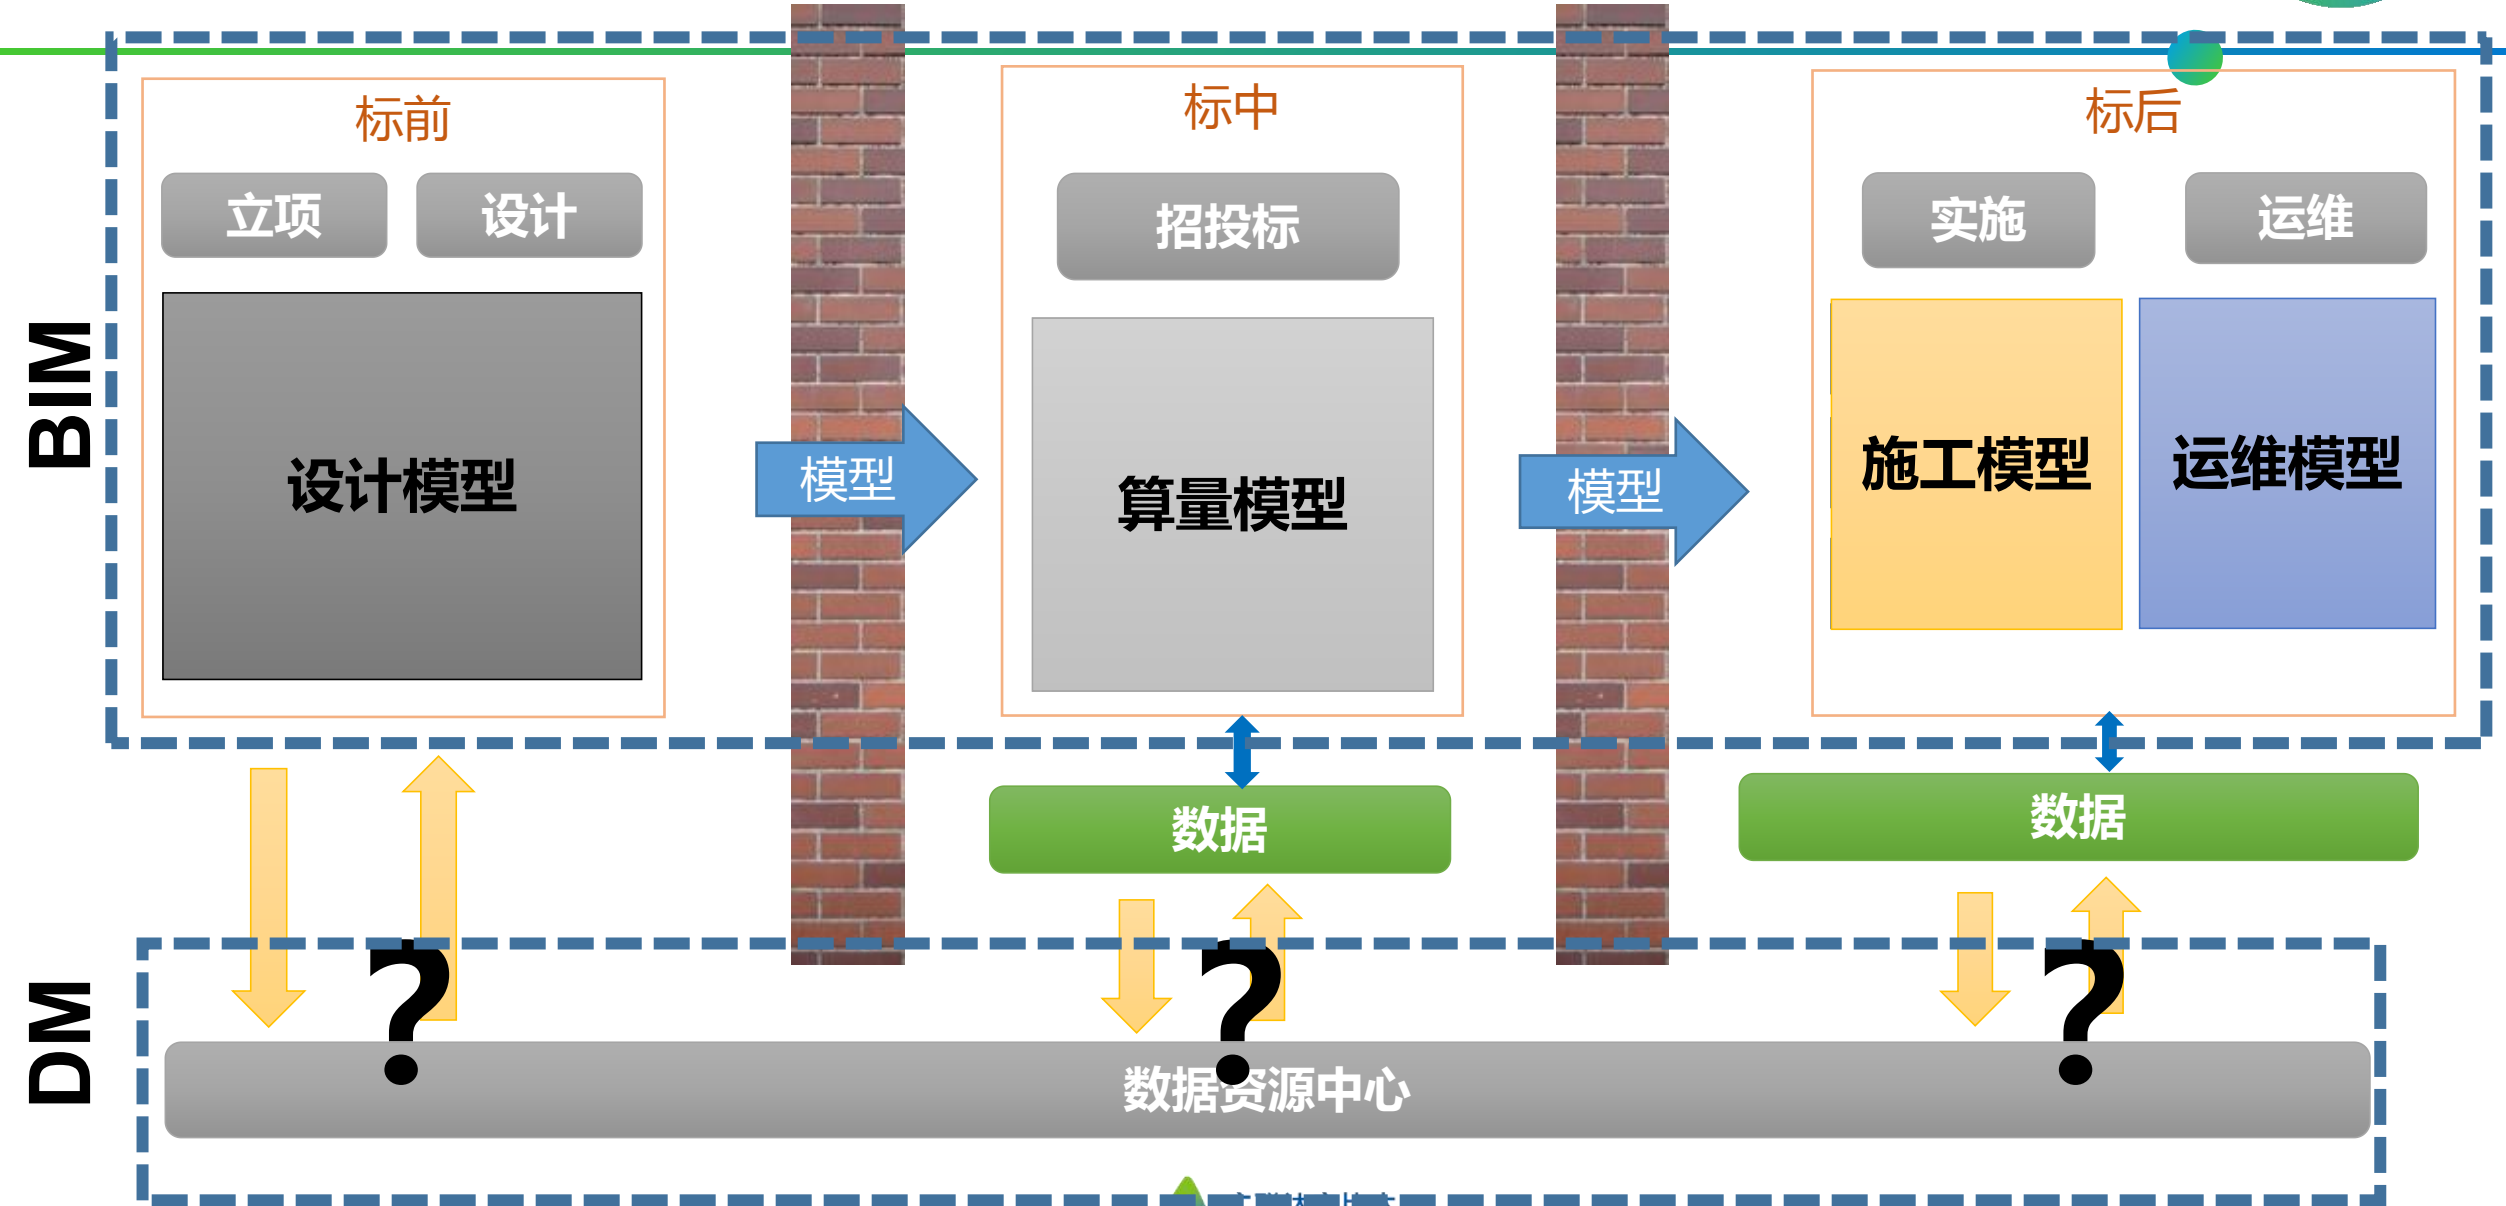 标前
标中
标后
立项
设计
招投标
实施
运维
BIM
设计模型
模型
算量模型
模型
施工模型
运维模型
数据
数据
DM
?
?
?
数据资源中心